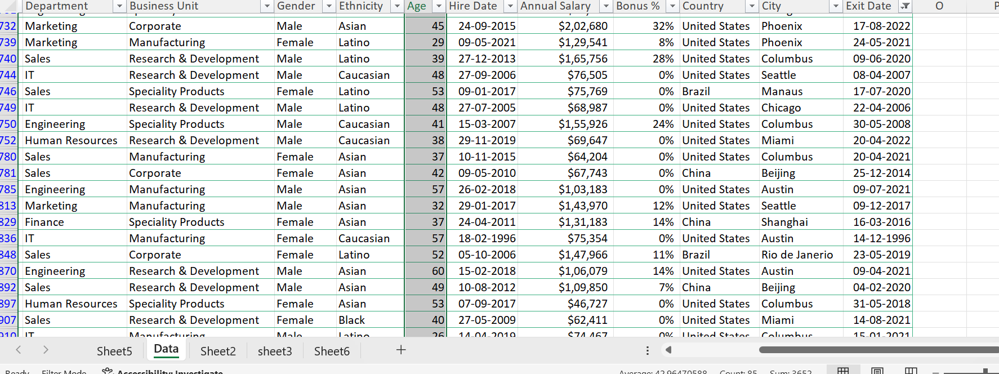 Department Business Unit Gender Ethnicity Age Hire Date Annual Salary Bonus % Country City Exit Date O
732 Marketing Corporate Male Asian 45 24-09-2015 $2,02,680 32% United States Phoenix 17-08-2022
739 Marketing Manufacturing Female Latino 29 09-05-2021 $1,29,541 8% United States Phoenix 24-05-2021
740 Sales Research & Development Male Latino 39 27-12-2013 $1,65,756 28% United States Columbus 09-06-2020
744 IT Research & Development Male Caucasian 48 27-09-2006 $76,505 0% United States Seattle 08-04-2007
746 Sales Speciality Products Female Latino 53 09-01-2017 $75,769 0% Brazil Manaus 17-07-2020
749 IT Research & Development Male Latino 48 27-07-2005 $68,987 0% United States Chicago 22-04-2006
750 Engineering Speciality Products Male Caucasian 41 15-03-2007 $1,55,926 24% United States Columbus 30-05-2008
752 Human Resources Research & Development Male Caucasian 38 29-11-2019 $69,647 0% United States Miami 20-04-2022
780 Sales Manufacturing Female Asian 37 10-11-2015 $64,204 0% United States Columbus 20-04-2021
781 Sales Corporate Female Asian 42 09-05-2010 $67,743 0% China Beijing 25-12-2014
785 Engineering Manufacturing Male Asian 57 26-02-2018 $1,03,183 0% United States Austin 09-07-2021
813 Marketing Manufacturing Male Asian 32 29-01-2017 $1,43,970 12% United States Seattle 09-12-2017
829 Finance Speciality Products Female Asian 37 24-04-2011 $1,31,183 14% China Shanghai 16-03-2016
836 IT Manufacturing Female Caucasian 57 18-02-1996 $75,354 0% United States Austin 14-12-1996
848 Sales Corporate Female Latino 52 05-10-2006 $1,47,966 11% Brazil Rio de Janerio 23-05-2019
870 Engineering Research & Development Male Asian 60 15-02-2018 $1,06,079 14% United States Austin 09-04-2021
892 Sales Research & Development Male Asian 49 10-08-2012 $1,09,850 7% China Beijing 04-02-2020
897 Human Resources Speciality Products Female Asian 53 07-09-2017 $46,727 0% United States Columbus 31-05-2018
907 Sales Research & Development Female Black 40 27-05-2009 $62,411 0% United States Miami 14-08-2021
910 IT Manufacturing Male Latino 26 14-04-2019 $74,467 0% United States Columbus 15-01-2021
Sheet5 Data Sheet2 sheet3 Sheet6
Ready Filter Mode Accessibility: Investigate Average: 42.96470588 Count: 85 Sum: 3652